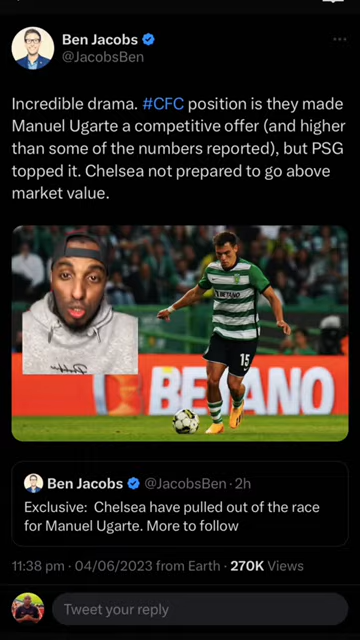 Ben Jacobs
@JacobsBen
Incredible drama. #CFC position is they made
Manuel Ugarte a competitive offer (and higher
than some of the numbers reported), but PSG
topped it. Chelsea not prepared to go above
market value.
BETANO
15
BETANO
Ben Jacobs @JacobsBen · 2h
Exclusive: Chelsea have pulled out of the race
for Manuel Ugarte. More to follow
11:38 pm · 04/06/2023 from Earth · 270K Views
Tweet your reply